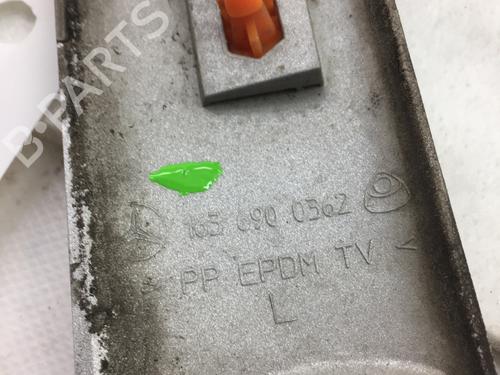 B-PARTS
163 690 0362
> PP EPDM TV <
L